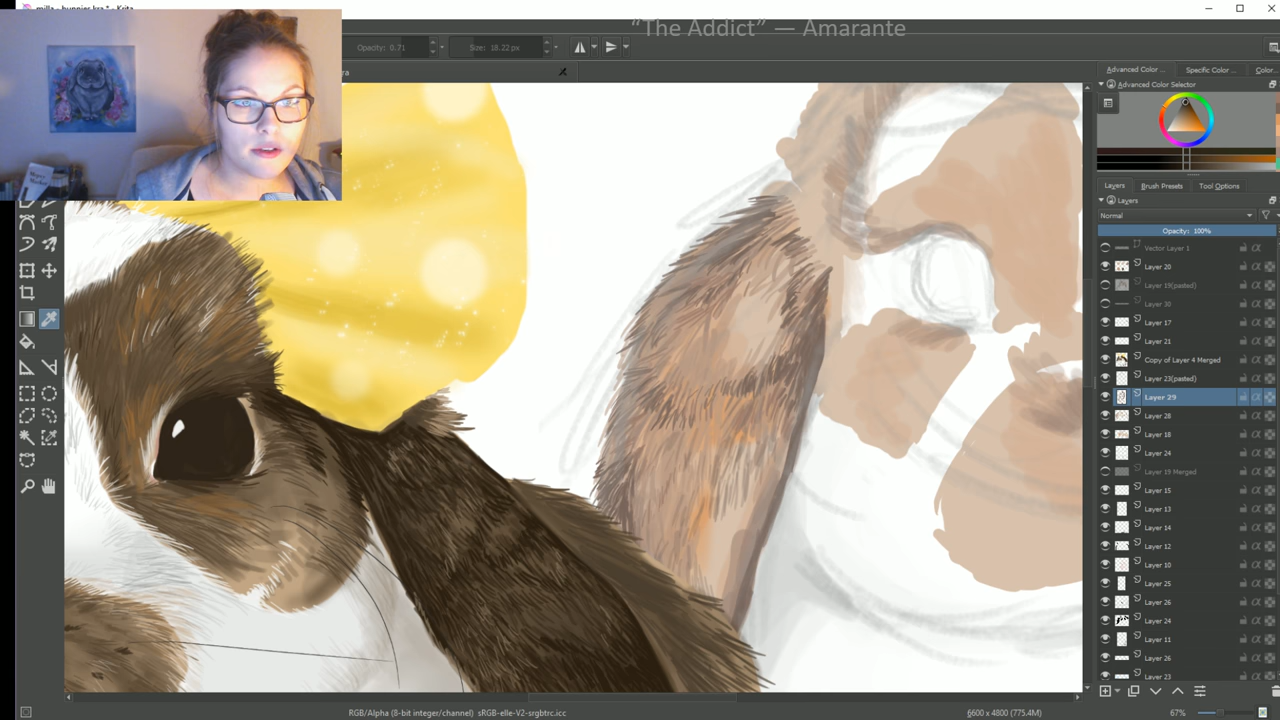 milla - bunnies.kra * - Krita
"The Addict" — Amarante
Opacity: 0.71
Size: 18.22 px
Advanced Color ...
Specific Color ...
Color...
Advanced Color Selector
Layers
Brush Presets
Tool Options
Layers
Normal
Opacity: 100%
Vector Layer 1
Layer 20
Layer 19(pasted)
Layer 30
Layer 17
Layer 21
Copy of Layer 4 Merged
Layer 23(pasted)
Layer 29
Layer 28
Layer 18
Layer 24
Layer 19 Merged
Layer 15
Layer 13
Layer 14
Layer 12
Layer 10
Layer 25
Layer 26
Layer 24
Layer 11
Layer 26
Layer 23
RGB/Alpha (8-bit integer/channel) sRGB-elle-V2-srgbtrc.icc
6600 x 4800 (775.4M)
67%